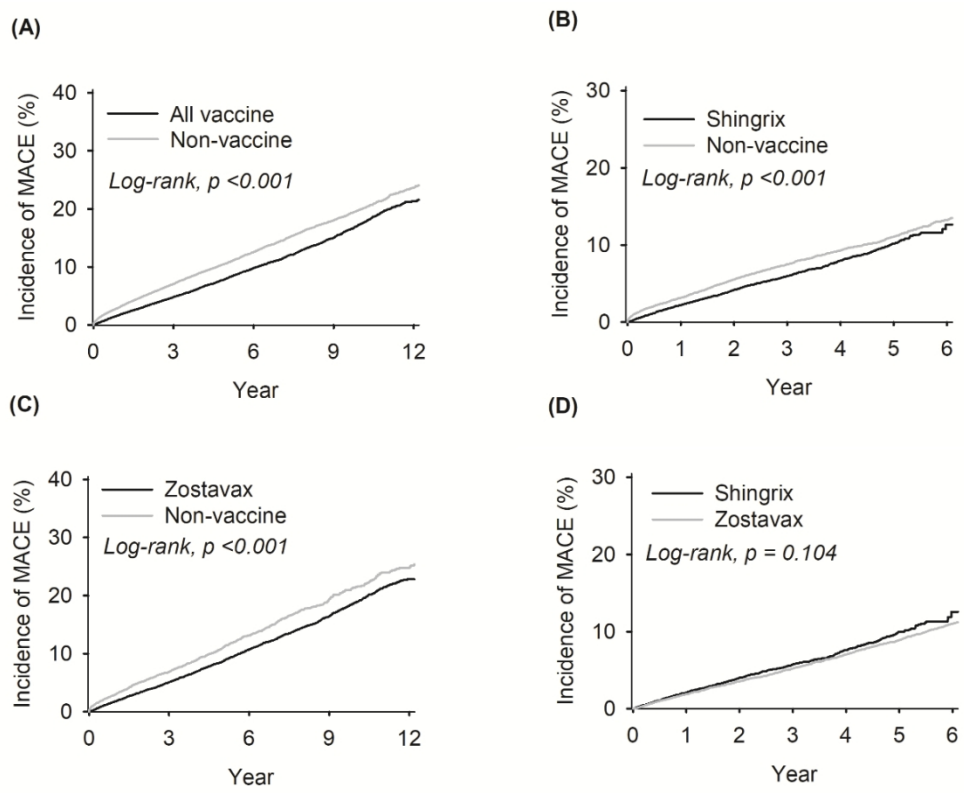 (A)
Incidence of MACE (%)
40
30
20
10
0
All vaccine
Non-vaccine
Log-rank, p <0.001
0 3 6 9 12
Year
(B)
Incidence of MACE (%)
30
20
10
0
Shingrix
Non-vaccine
Log-rank, p <0.001
0 1 2 3 4 5 6
Year
(C)
Incidence of MACE (%)
40
30
20
10
0
Zostavax
Non-vaccine
Log-rank, p <0.001
0 3 6 9 12
Year
(D)
Incidence of MACE (%)
30
20
10
0
Shingrix
Zostavax
Log-rank, p = 0.104
0 1 2 3 4 5 6
Year